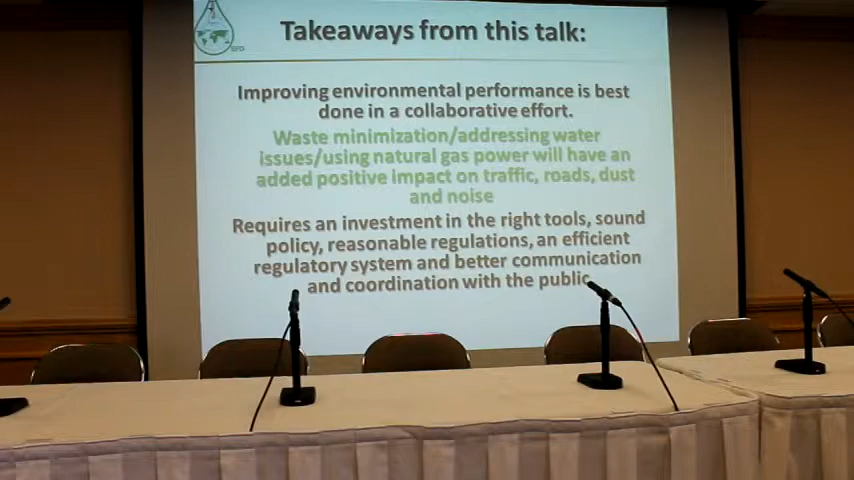 Takeaways from this talk:
Improving environmental performance is best
done in a collaborative effort.
Waste minimization/addressing water
issues/using natural gas power will have an
added positive impact on traffic, roads, dust
and noise
Requires an investment in the right tools, sound
policy, reasonable regulations, an efficient
regulatory system and better communication
and coordination with the public.